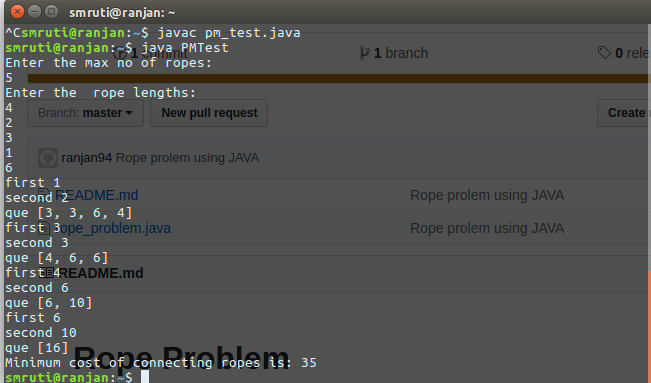 smruti@ranjan: ~
^Csmruti@ranjan:~$ javac pm_test.java
smruti@ranjan:~$ java PMTest
1 commit
1 branch
0 rele
Enter the max no of ropes:
5
Enter the  rope lengths:
4
Branch: master
New pull request
Create
2
3
1
ranjan94 Rope prolem using JAVA
6
first 1
second 2
README.md
Rope prolem using JAVA
que [3, 3, 6, 4]
first 3
rope_problem.java
Rope prolem using JAVA
second 3
que [4, 6, 6]
first 4
README.md
second 6
que [6, 10]
first 6
second 10
que [16]
Rope Problem
Minimum cost of connecting ropes is: 35
smruti@ranjan:~$